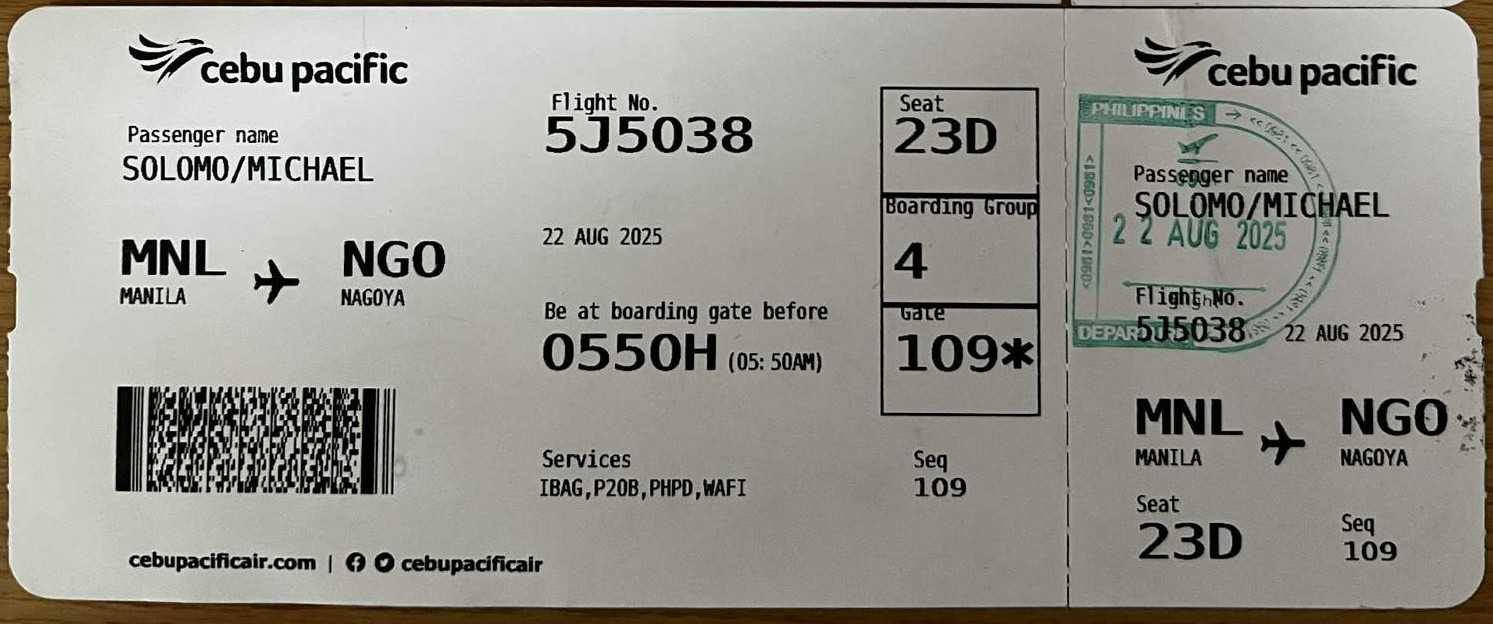 cebu pacific
Passenger name
SOLOMO/MICHAEL
MNL NGO
MANILA NAGOYA
Flight No.
5J5038
22 AUG 2025
Be at boarding gate before
0550H (05:50AM)
Services
IBAG,P20B,PHPD,WAFI
Seat
23D
Boarding Group
4
Gate
109*
Seq
109
cebupacificair.com | cebupacificair
cebu pacific
PHILIPPINES
Passenger name
SOLOMO/MICHAEL
22 AUG 2025
Flight No.
5J5038 22 AUG 2025
MNL NGO
MANILA NAGOYA
Seat
23D
Seq
109